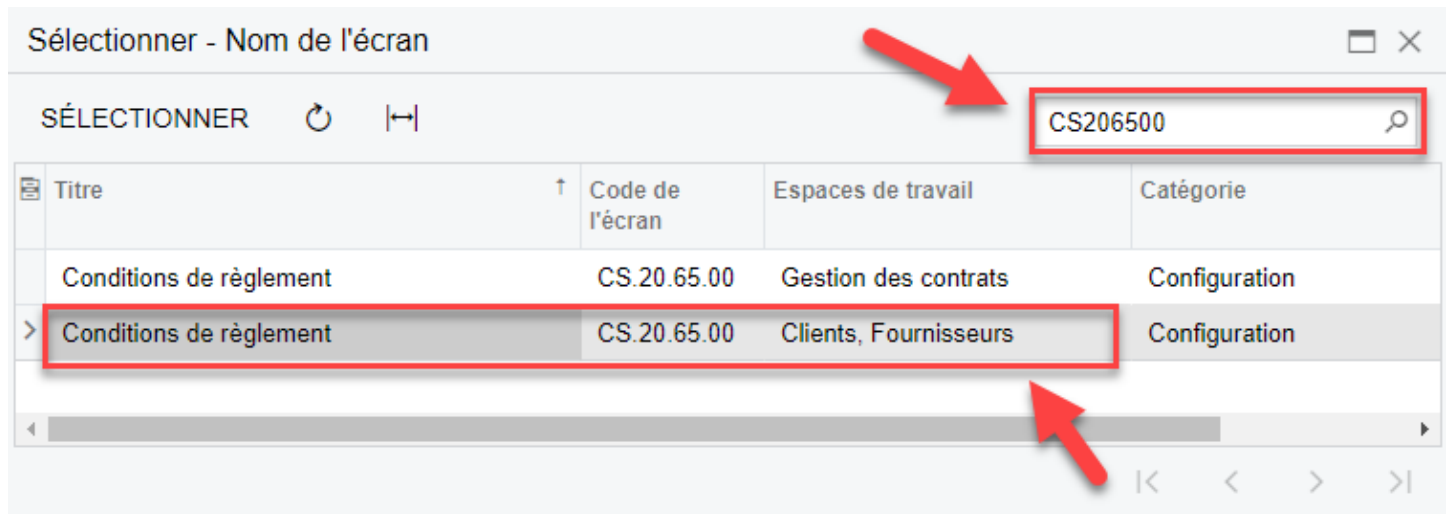 Sélectionner - Nom de l'écran
SÉLECTIONNER
CS206500
Titre
Code de
l'écran
Espaces de travail
Catégorie
Conditions de règlement CS.20.65.00 Gestion des contrats Configuration
Conditions de règlement CS.20.65.00 Clients, Fournisseurs Configuration